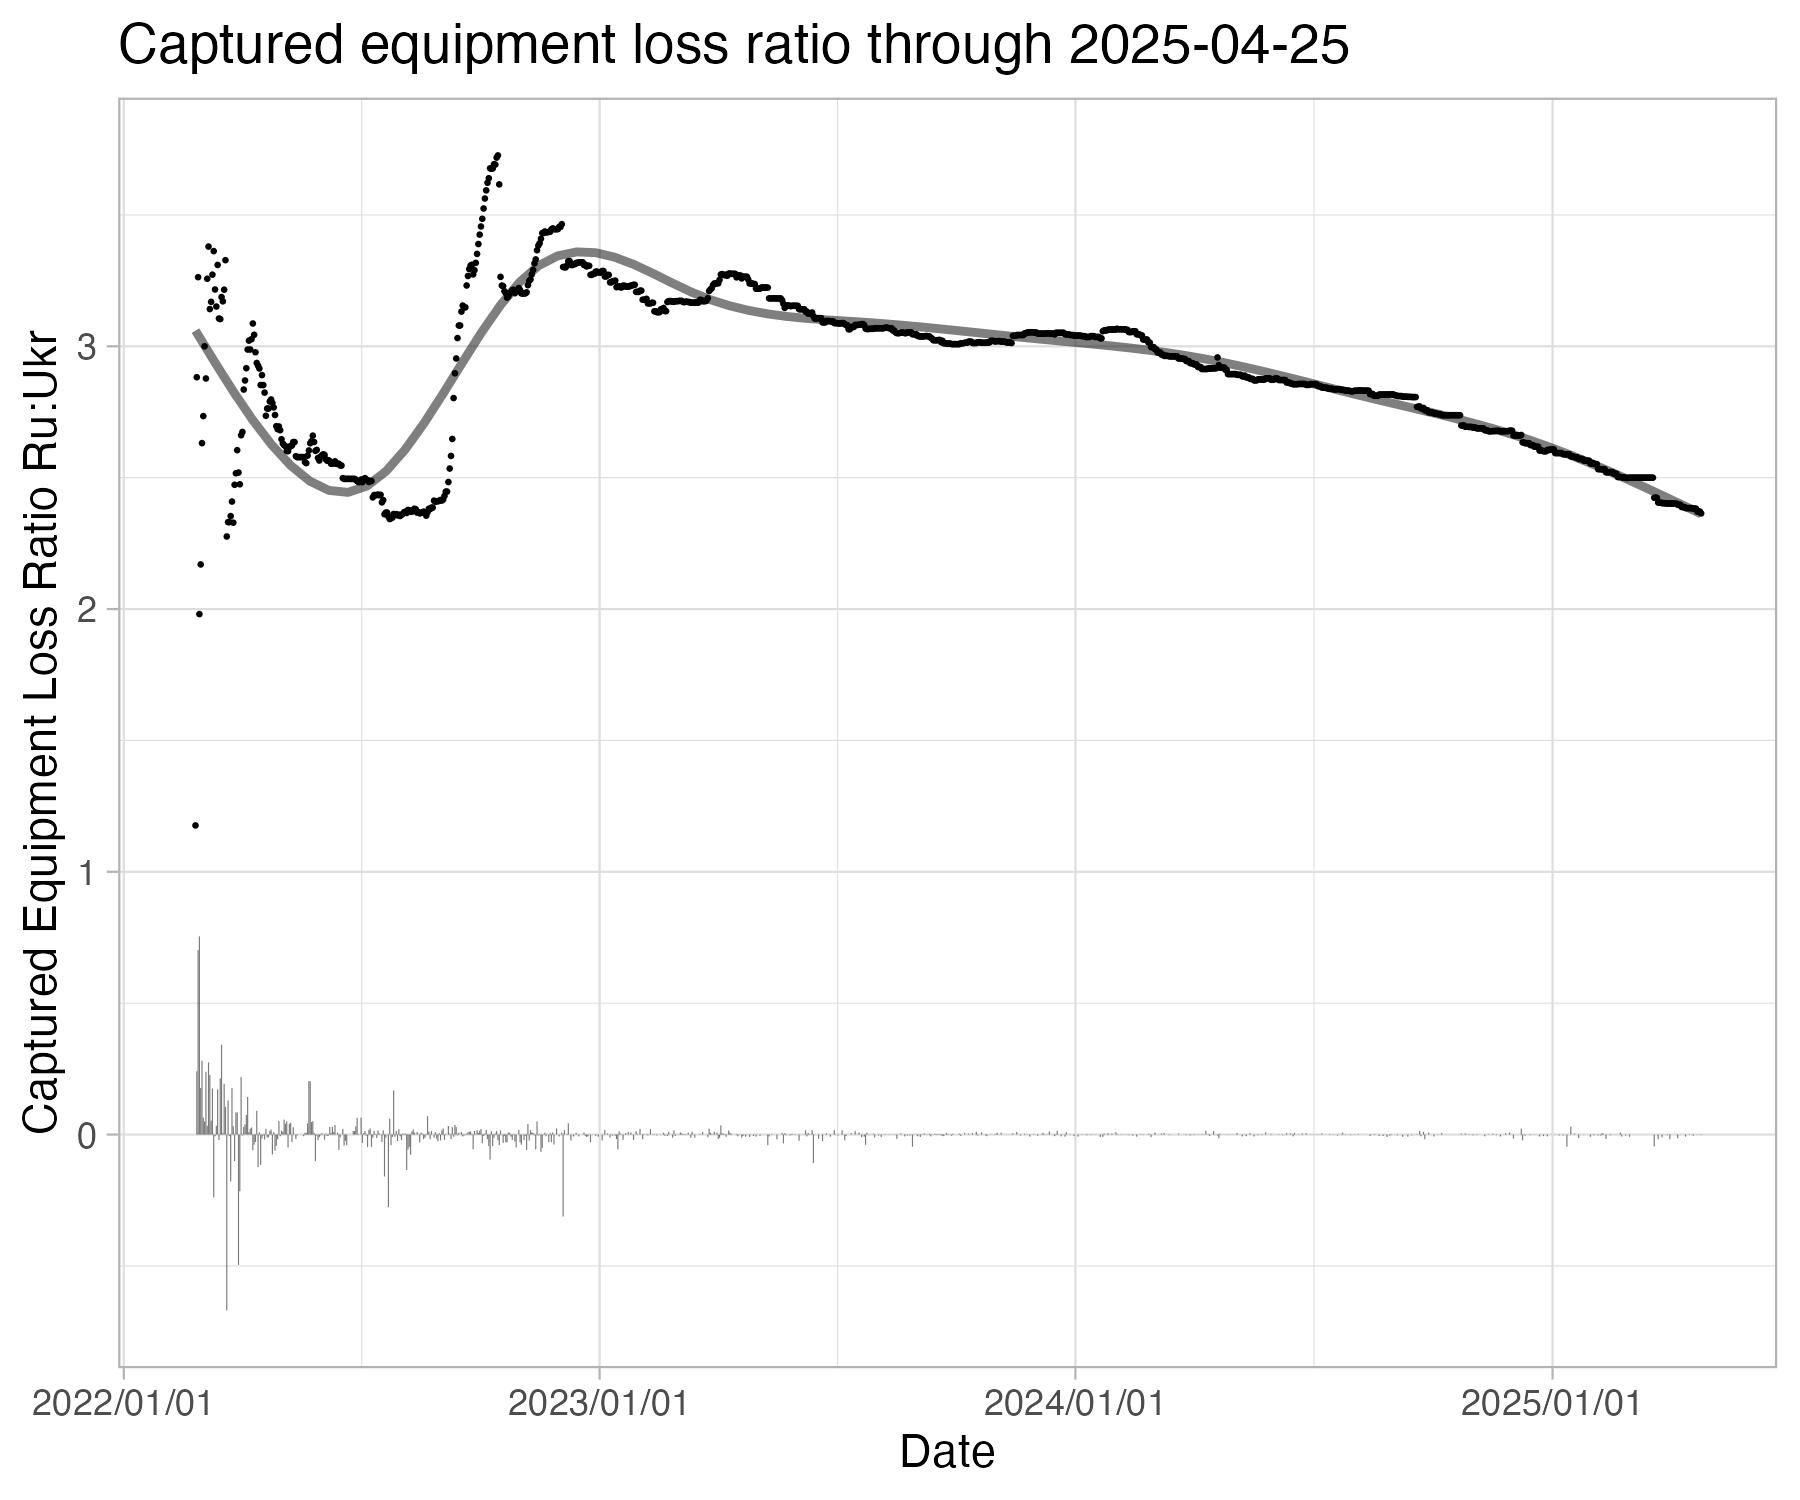 Captured equipment loss ratio through 2025-04-25
Captured Equipment Loss Ratio Ru:Ukr
3
2
1
0
2022/01/01
2023/01/01
2024/01/01
2025/01/01
Date